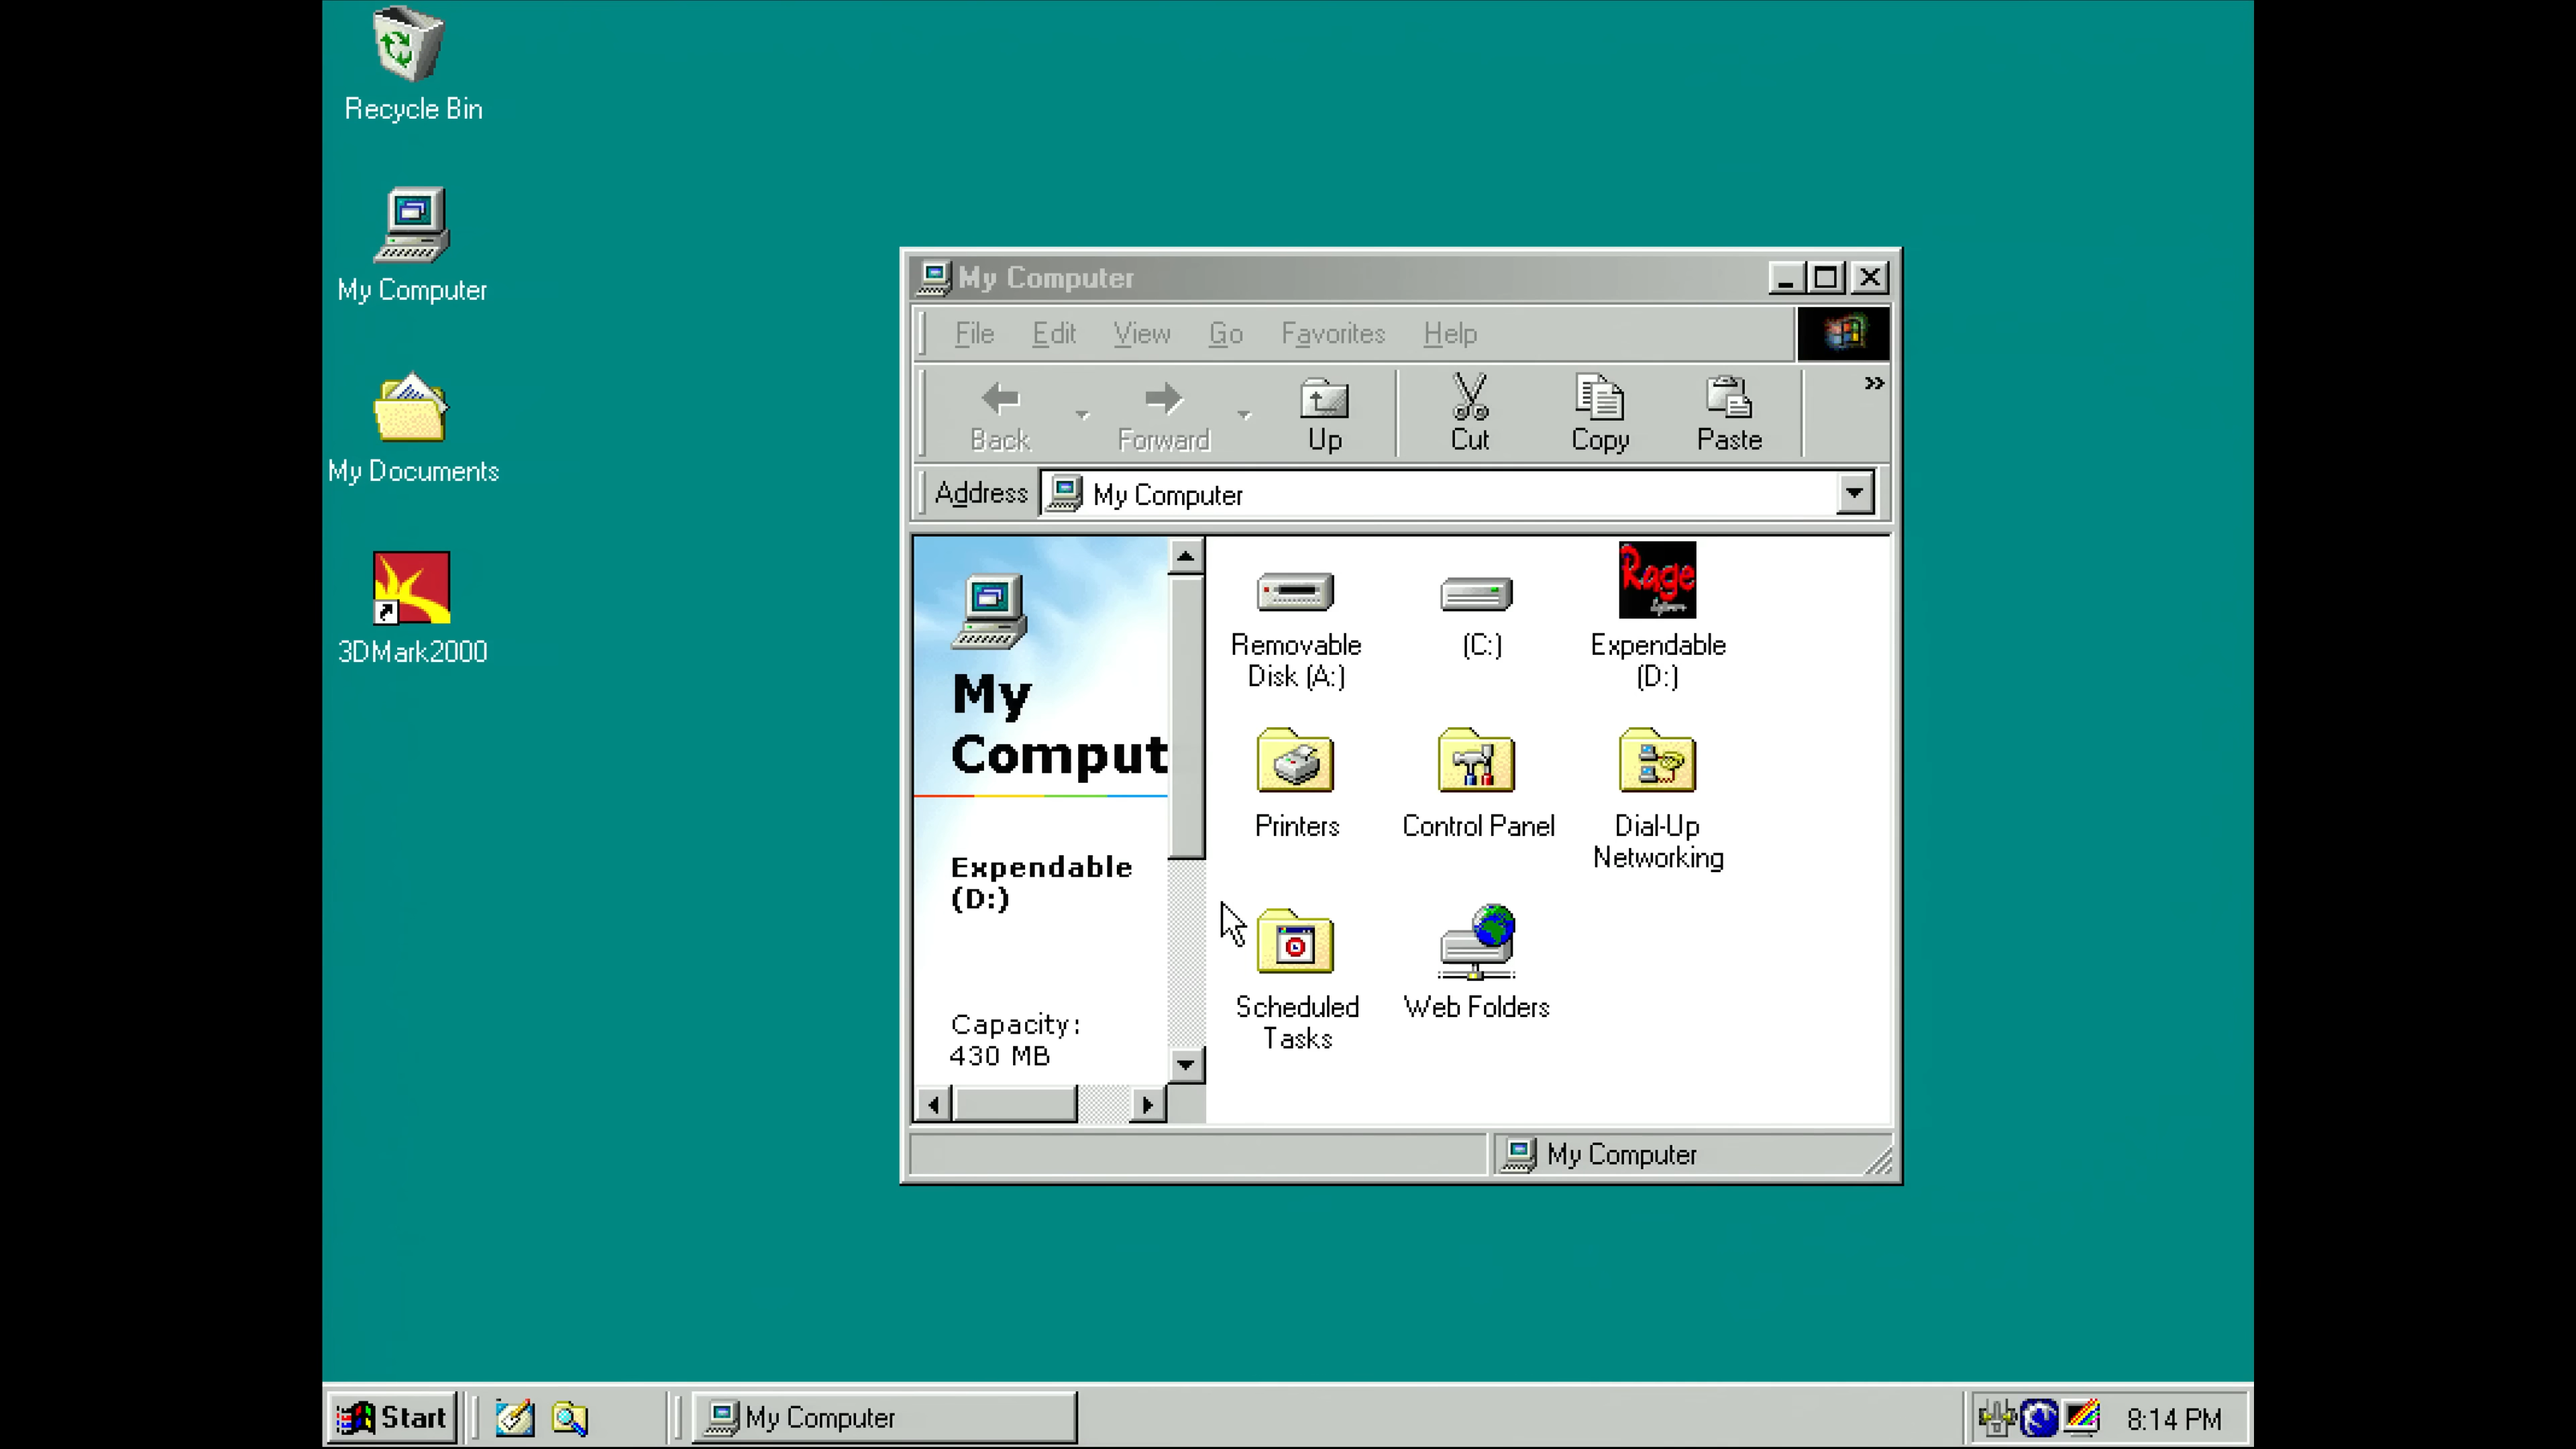 Recycle Bin
My Computer
My Documents
3DMark2000
My Computer
File Edit View Go Favorites Help
Back Forward Up Cut Copy Paste
Address My Computer
My
Comput
Expendable
(D:)
Capacity:
430 MB
Removable
Disk (A:)
(C:)
Rage
Expendable
(D:)
Printers
Control Panel
Dial-Up
Networking
Scheduled
Tasks
Web Folders
My Computer
Start
My Computer
8:14 PM